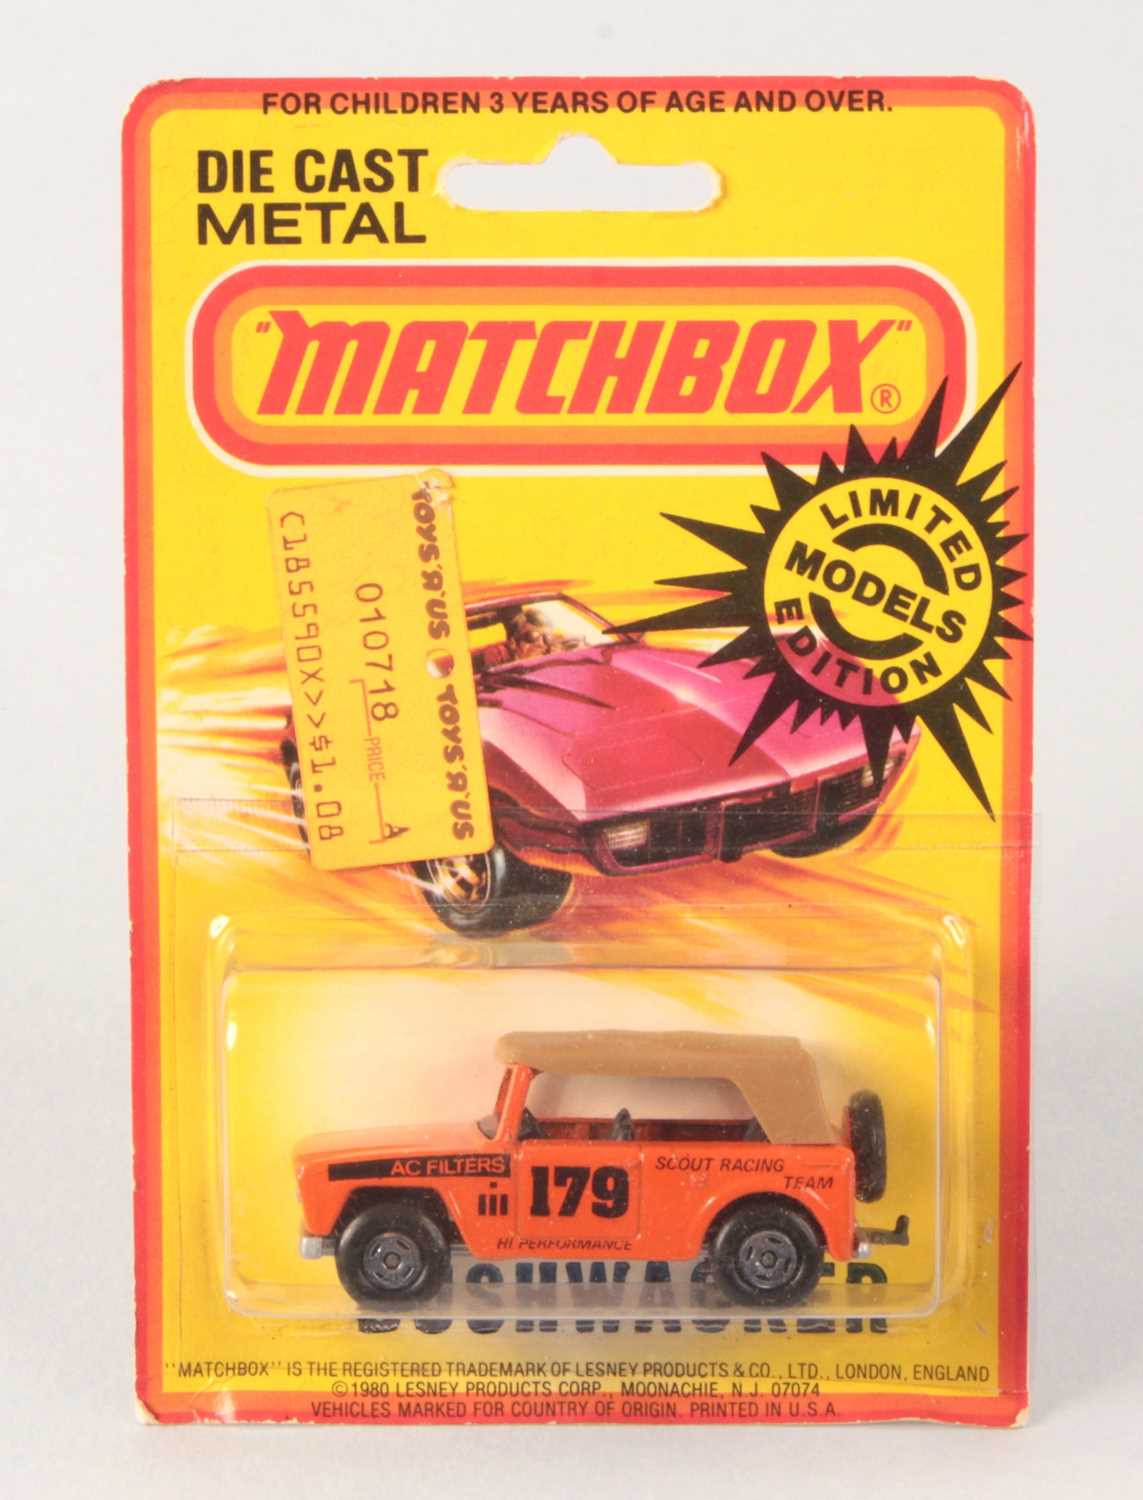 FOR CHILDREN 3 YEARS OF AGE AND OVER.
DIE CAST
METAL
"MATCHBOX"®
LIMITED
MODELS
EDITION
TOYS"R"US TOYS"R"US
010718
PRICE A
C185590X>>$1.08
AC FILTERS
179
SCOUT RACING
TEAM
HI PERFORMANCE
BUSHWACKER
"MATCHBOX" IS THE REGISTERED TRADEMARK OF LESNEY PRODUCTS & CO., LTD., LONDON, ENGLAND
©1980 LESNEY PRODUCTS CORP., MOONACHIE, N.J. 07074
VEHICLES MARKED FOR COUNTRY OF ORIGIN. PRINTED IN U.S.A.